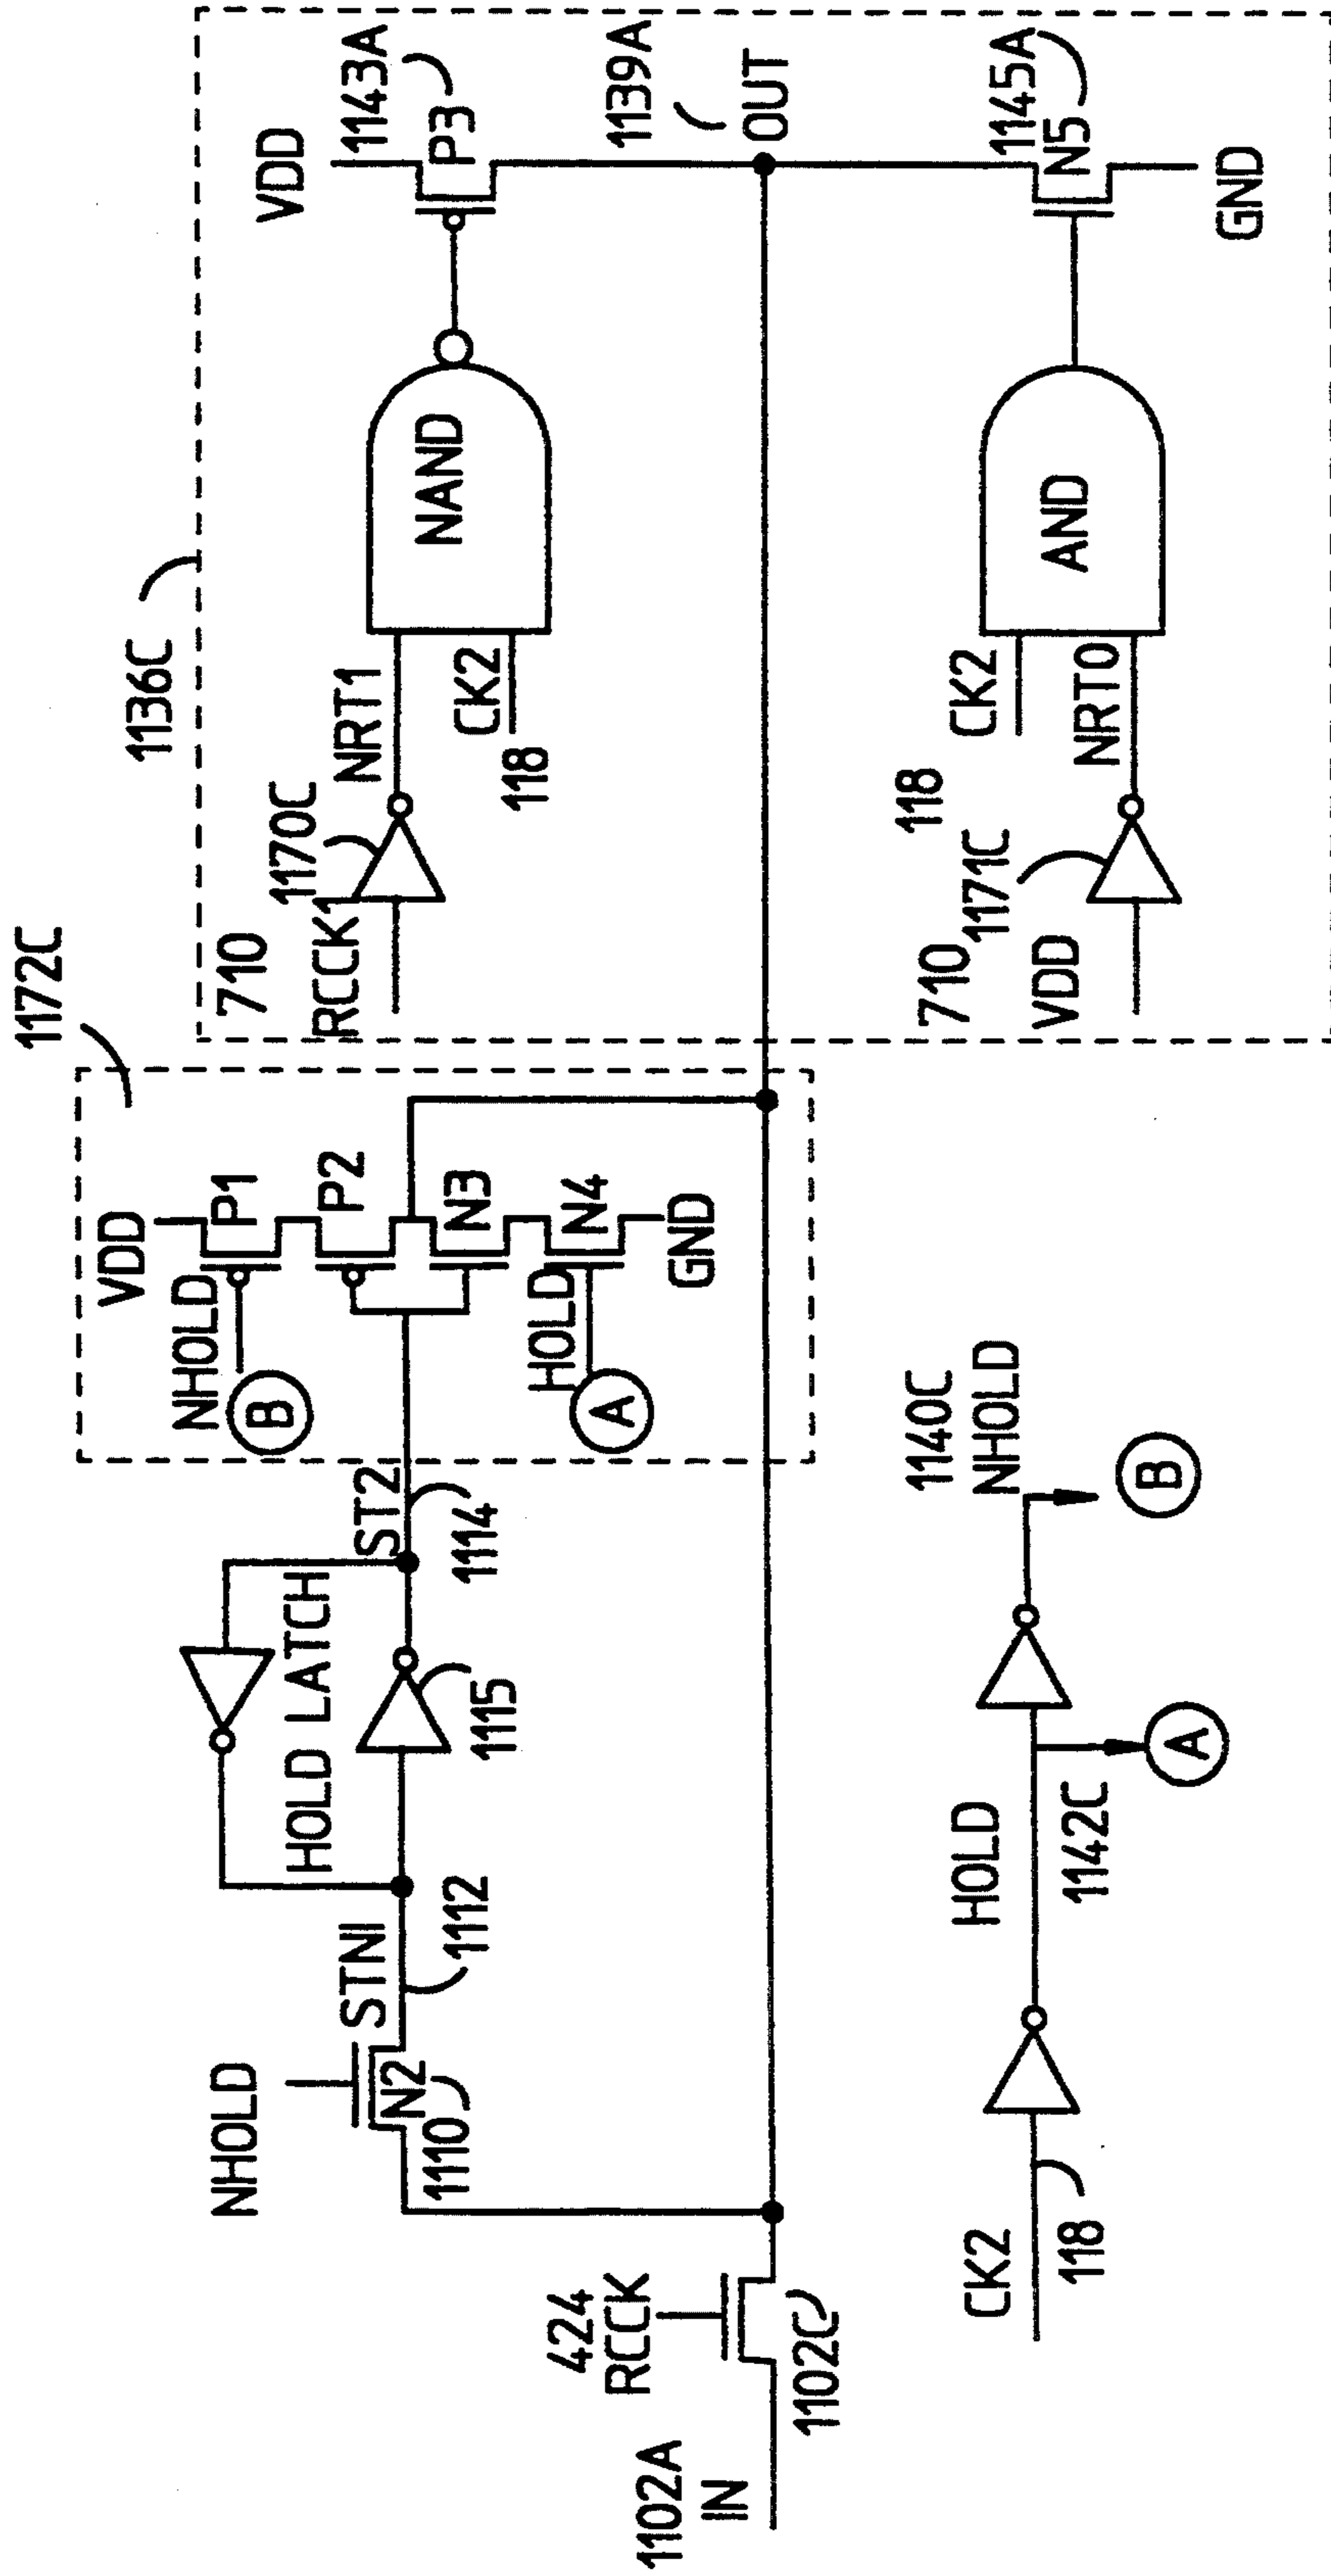 1172C
1136C
VDD
NHOLD
B
P1
P2
N3
HOLD
A
N4
GND
NHOLD
STNI
N2
1110
1112
HOLD LATCH
1115
ST2
1114
710
RCCK1
1170C
NRT1
CK2
118
NAND
VDD
1143A
P3
1139A
OUT
424
RCCK
1102A
IN
1102C
710
VDD
1171C
118
CK2
NRT0
AND
1145A
N5
GND
CK2
118
HOLD
1142C
A
1140C
NHOLD
B